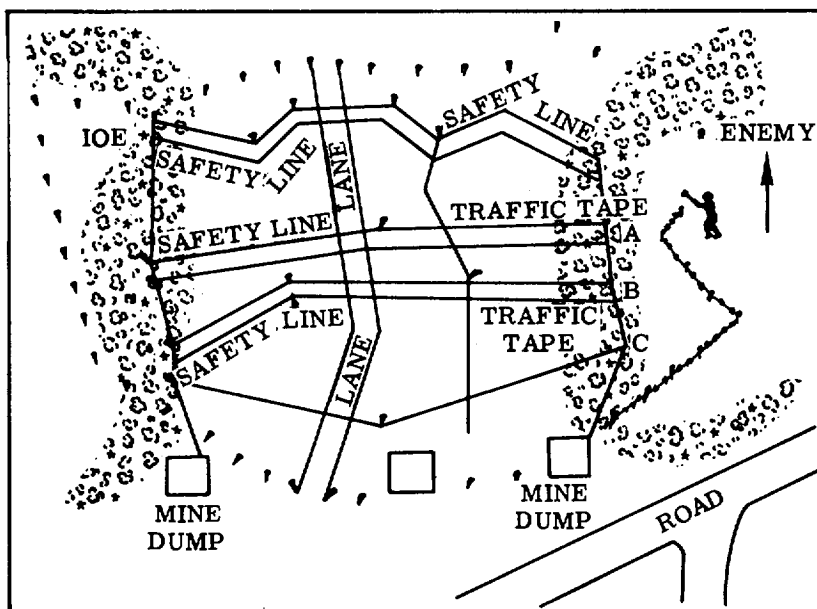 SAFETY
LINE
IOE
SAFETY
LINE
ENEMY
LANE
TRAFFIC TAPE
SAFETY LINE
A
B
SAFETY LINE
TRAFFIC
TAPE
C
LANE
MINE
DUMP
MINE
DUMP
ROAD